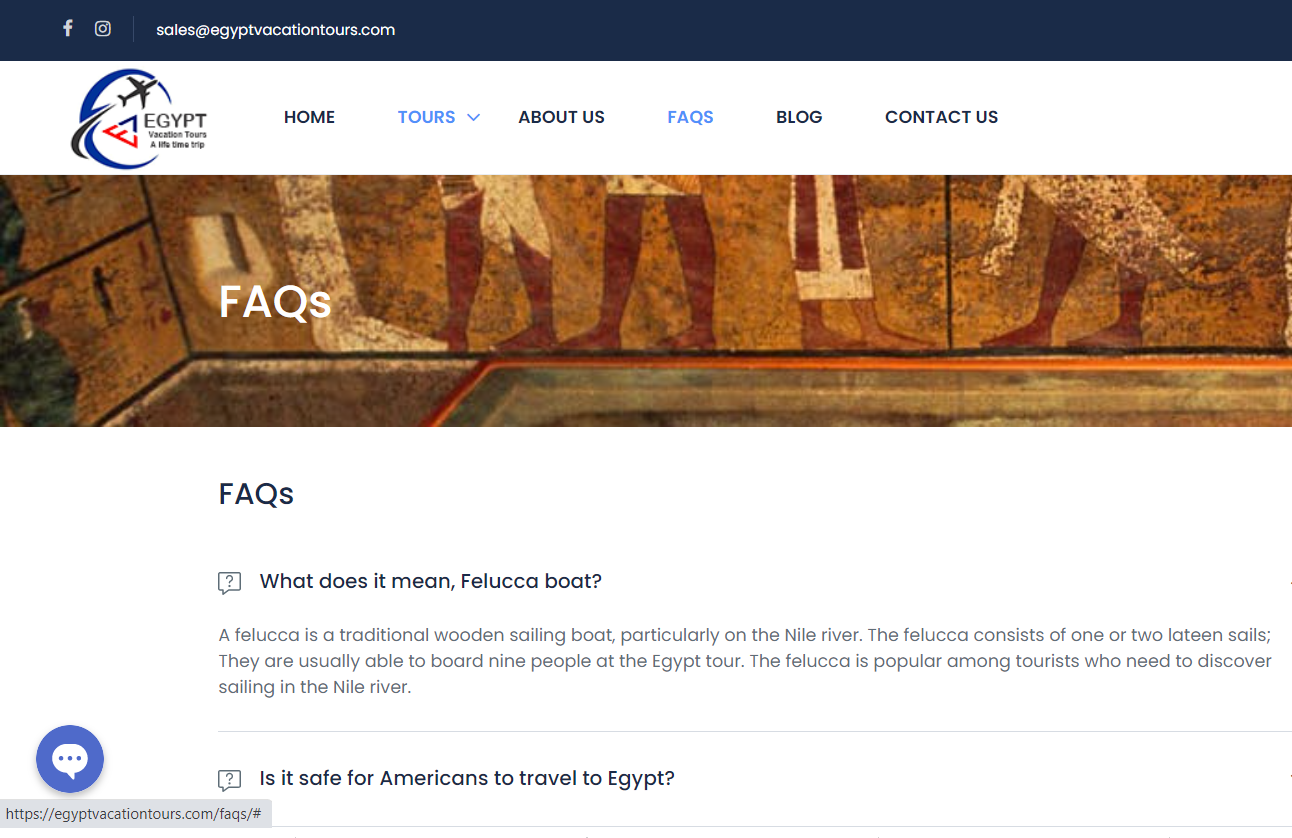 sales@egyptvacationtours.com
EGYPT
Vacation Tours
A life time trip
HOME
TOURS
ABOUT US
FAQS
BLOG
CONTACT US
FAQs
FAQs
What does it mean, Felucca boat?
A felucca is a traditional wooden sailing boat, particularly on the Nile river. The felucca consists of one or two lateen sails;
They are usually able to board nine people at the Egypt tour. The felucca is popular among tourists who need to discover
sailing in the Nile river.
Is it safe for Americans to travel to Egypt?
https://egyptvacationtours.com/faqs/#